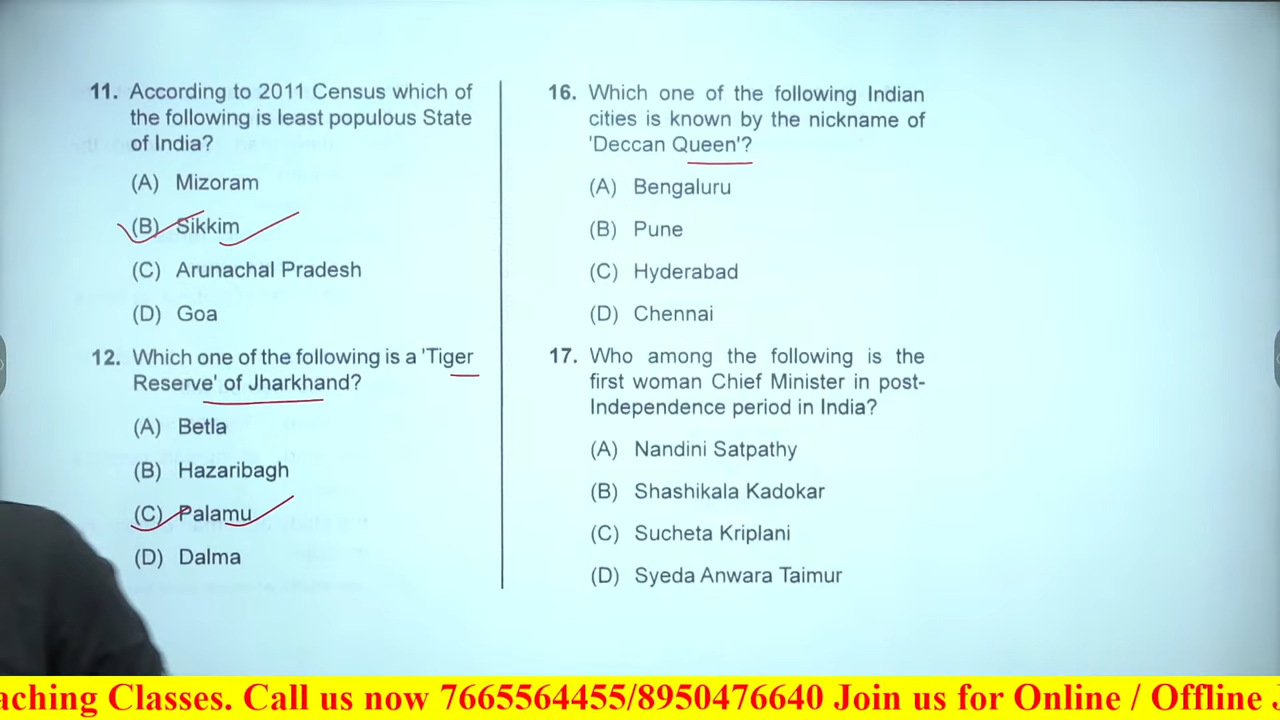 11. According to 2011 Census which of
the following is least populous State
of India?
(A) Mizoram
(B) Sikkim
(C) Arunachal Pradesh
(D) Goa
12. Which one of the following is a 'Tiger
Reserve' of Jharkhand?
(A) Betla
(B) Hazaribagh
(C) Palamu
(D) Dalma
16. Which one of the following Indian
cities is known by the nickname of
'Deccan Queen'?
(A) Bengaluru
(B) Pune
(C) Hyderabad
(D) Chennai
17. Who among the following is the
first woman Chief Minister in post-
Independence period in India?
(A) Nandini Satpathy
(B) Shashikala Kadokar
(C) Sucheta Kriplani
(D) Syeda Anwara Taimur
aching Classes. Call us now 7665564455/8950476640 Join us for Online / Offline